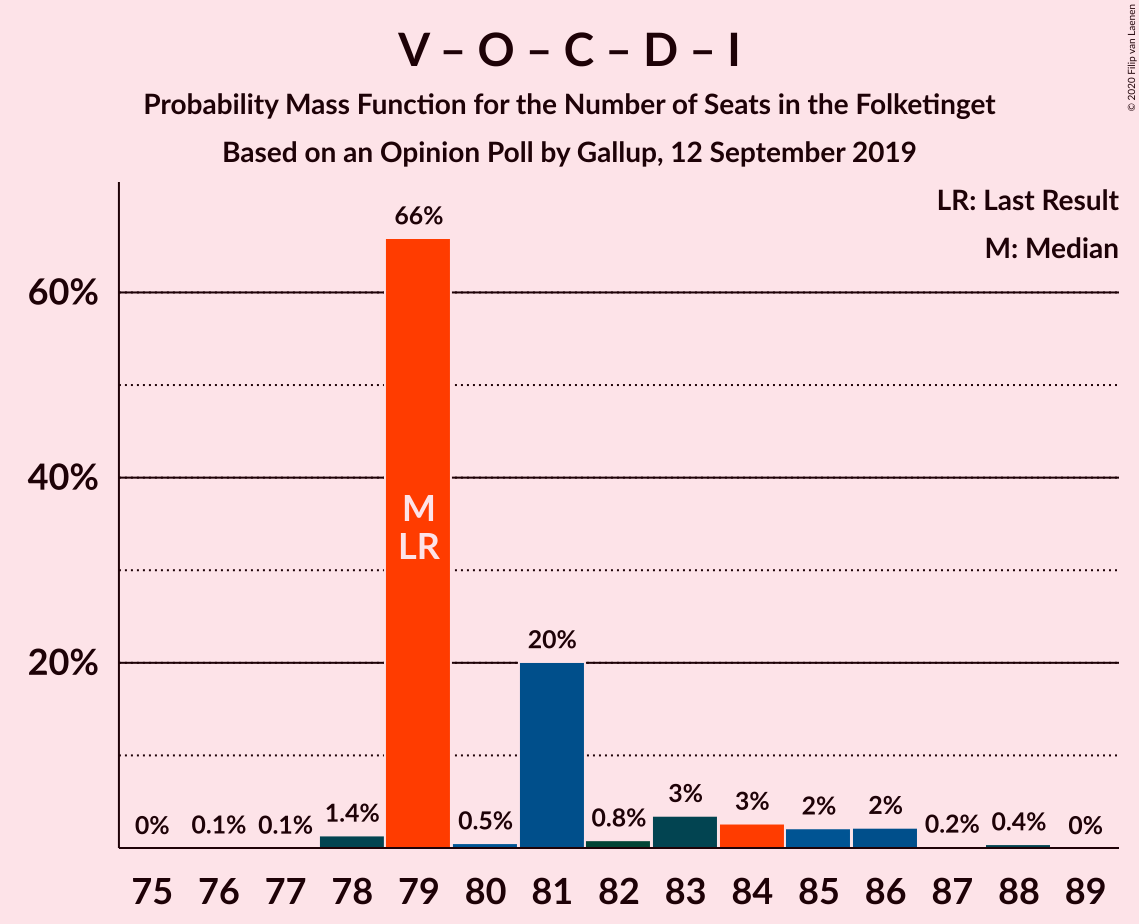 V – O – C – D – I
Probability Mass Function for the Number of Seats in the Folketinget
Based on an Opinion Poll by Gallup, 12 September 2019
© 2020 Filip van Laenen
LR: Last Result
M: Median
60%
40%
20%
0%
0.1%
0.1%
1.4%
66%
M
LR
0.5%
20%
0.8%
3%
3%
2%
2%
0.2%
0.4%
0%
75 76 77 78 79 80 81 82 83 84 85 86 87 88 89